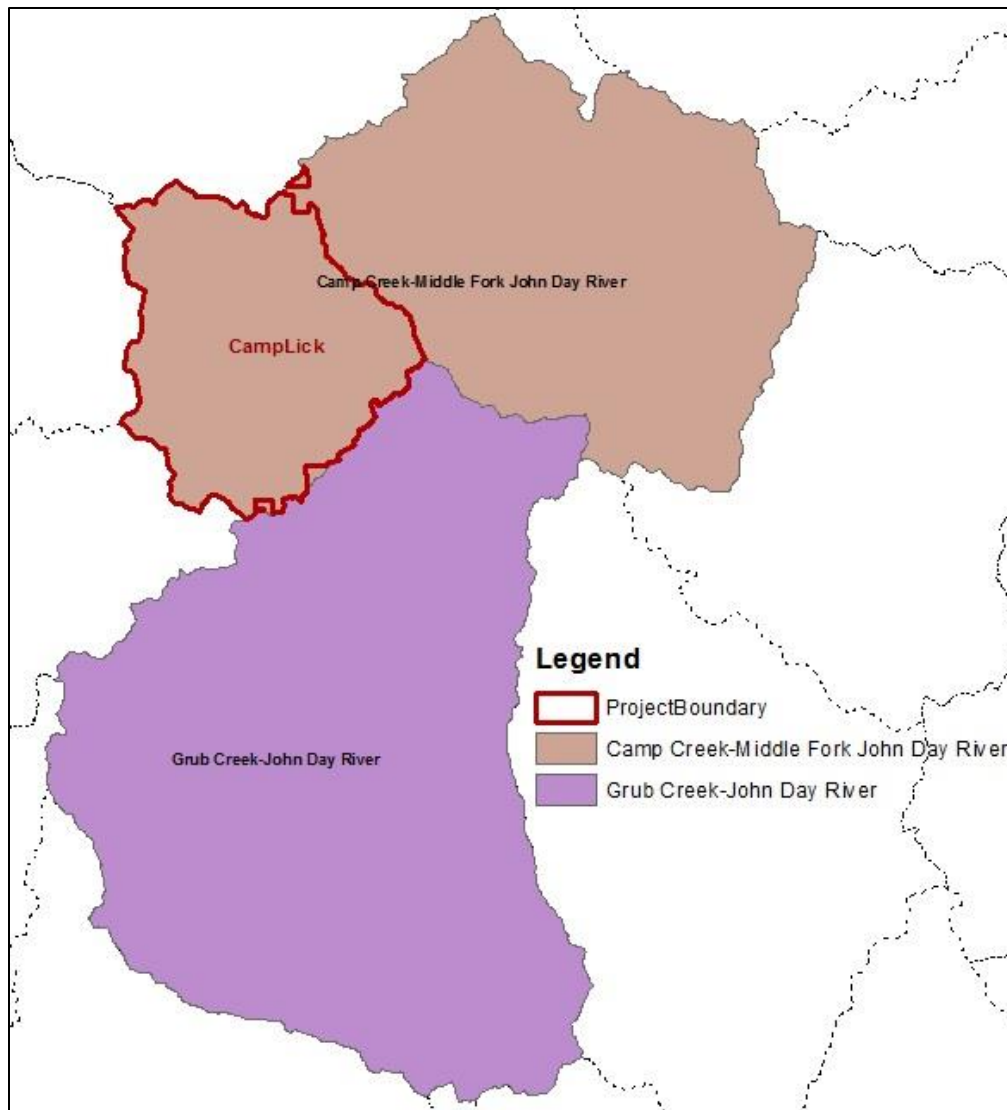 Camp Creek-Middle Fork John Day River
CampLick
Legend
ProjectBoundary
Camp Creek-Middle Fork John Day River
Grub Creek-John Day River
Grub Creek-John Day River